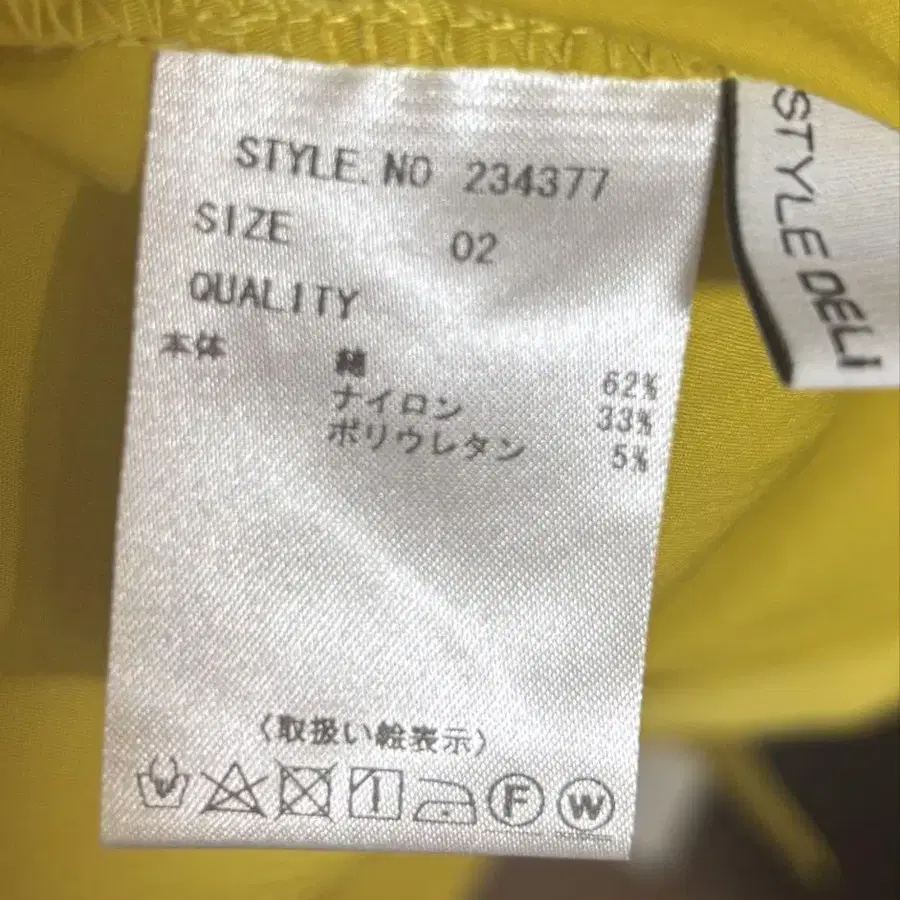 STYLE. NO 234377
SIZE 02
QUALITY
本体 綿 62%
ナイロン 33%
ポリウレタン 5%
〈取扱い絵表示〉
F W
STYLE DELI